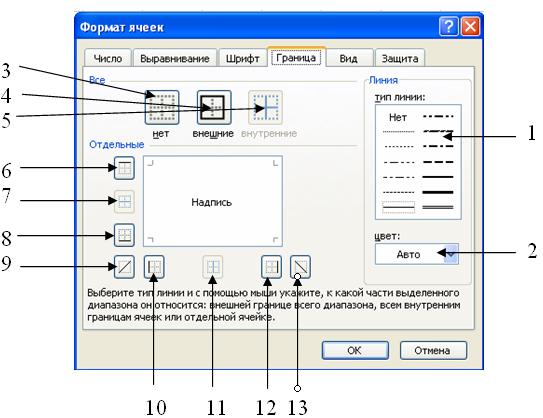 Формат ячеек
Число Выравнивание Шрифт Граница Вид Защита
Все
Линия
3
4
5
нет внешние внутренние
тип линии:
Нет
1
Отдельные
6
7
8
9
Надпись
цвет:
Авто
2
Выберите тип линии и с помощью мыши укажите, к какой части выделенного
диапазона он относится: внешней границе всего диапазона, всем внутренним
границам ячеек или отдельной ячейке.
OK Отмена
10 11 12 13